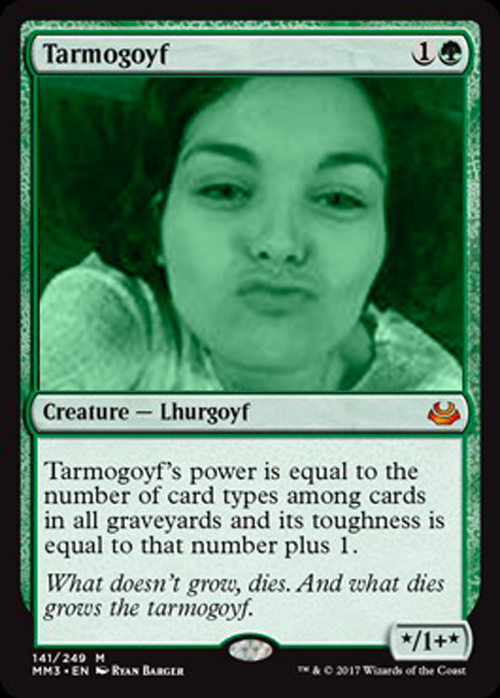 Tarmogoyf 1
Creature — Lhurgoyf
Tarmogoyf's power is equal to the
number of card types among cards
in all graveyards and its toughness is
equal to that number plus 1.
What doesn't grow, dies. And what dies
grows the tarmogoyf.
*/1+*
141/249 M
MM3 • EN Ryan Barger ™ & © 2017 Wizards of the Coast